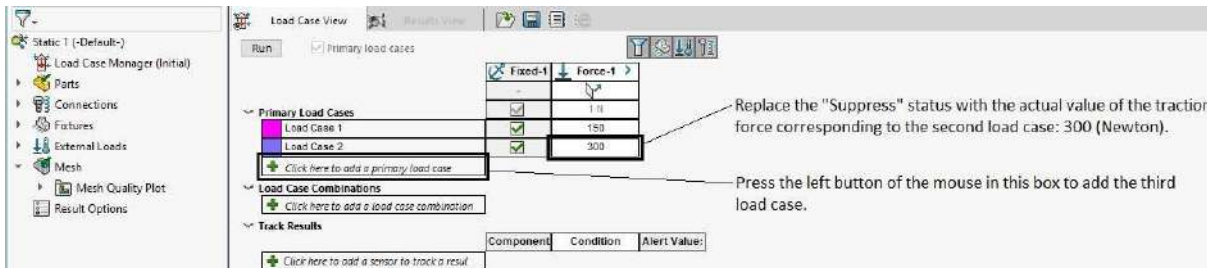 Load Case View
Results View
Static 1 (-Default-)
Load Case Manager (Initial)
Parts
Connections
Fixtures
External Loads
Mesh
Mesh Quality Plot
Result Options
Run
Primary load cases
Fixed-1
Force-1
-
Primary Load Cases
1 N
Load Case 1
150
Load Case 2
300
Click here to add a primary load case
Load Case Combinations
Click here to add a load case combination
Track Results
Component
Condition
Alert Value:
Click here to add a sensor to track a resul
Replace the "Suppress" status with the actual value of the traction
force corresponding to the second load case: 300 (Newton).
Press the left button of the mouse in this box to add the third
load case.